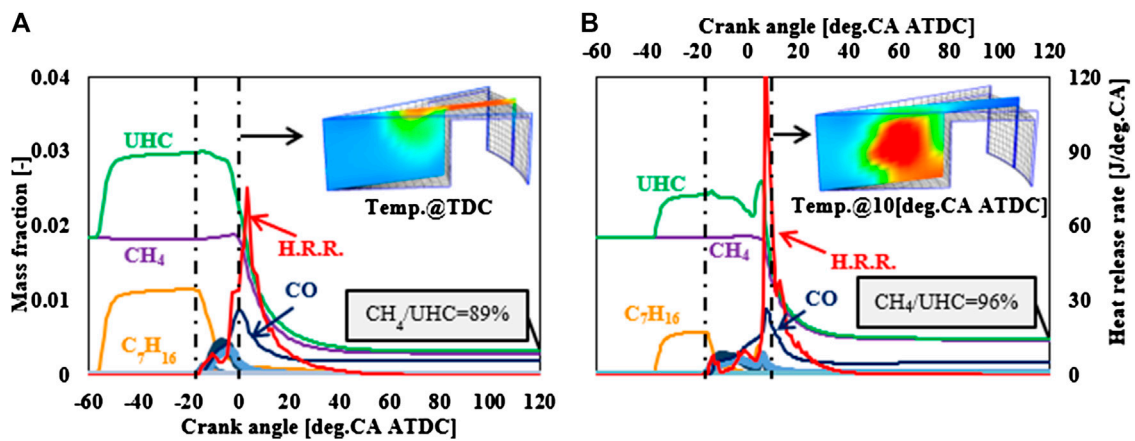 A
Mass fraction [-]
0.04
0.03
0.02
0.01
0
-60 -40 -20 0 20 40 60 80 100 120
Crank angle [deg.CA ATDC]
UHC
CH4
C7H16
H.R.R.
CO
Temp.@TDC
CH4/UHC=89%
B
Crank angle [deg.CA ATDC]
-60 -40 -20 0 20 40 60 80 100 120
UHC
CH4
C7H16
H.R.R.
CO
Temp.@10[deg.CA ATDC]
CH4/UHC=96%
-60 -40 -20 0 20 40 60 80 100 120
120
90
60
30
0
Heat release rate [J/deg.CA]